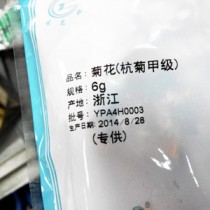 品名: 菊花(杭菊甲级)
规格: 6g
产地: 浙江
批号: YPA4H0003
生产日期: 2014/8/28
(专供)